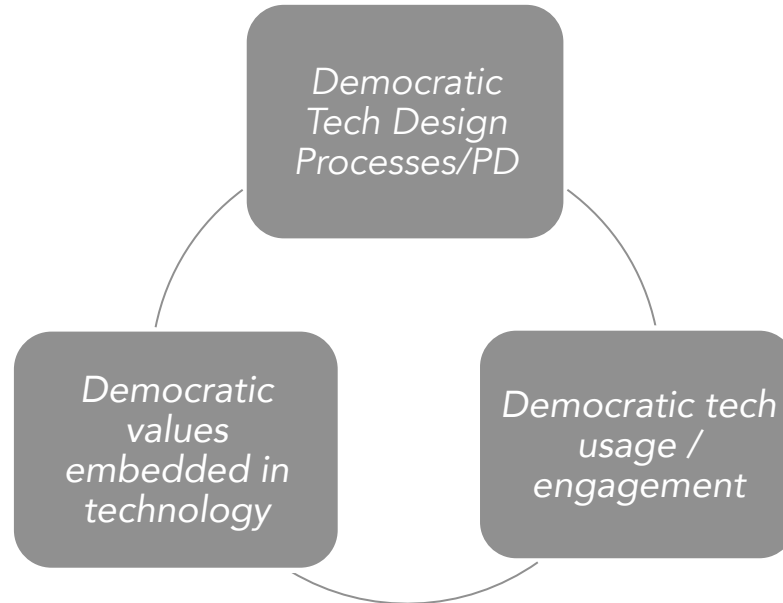 Democratic
Tech Design
Processes/PD
Democratic
values
embedded in
technology
Democratic tech
usage /
engagement